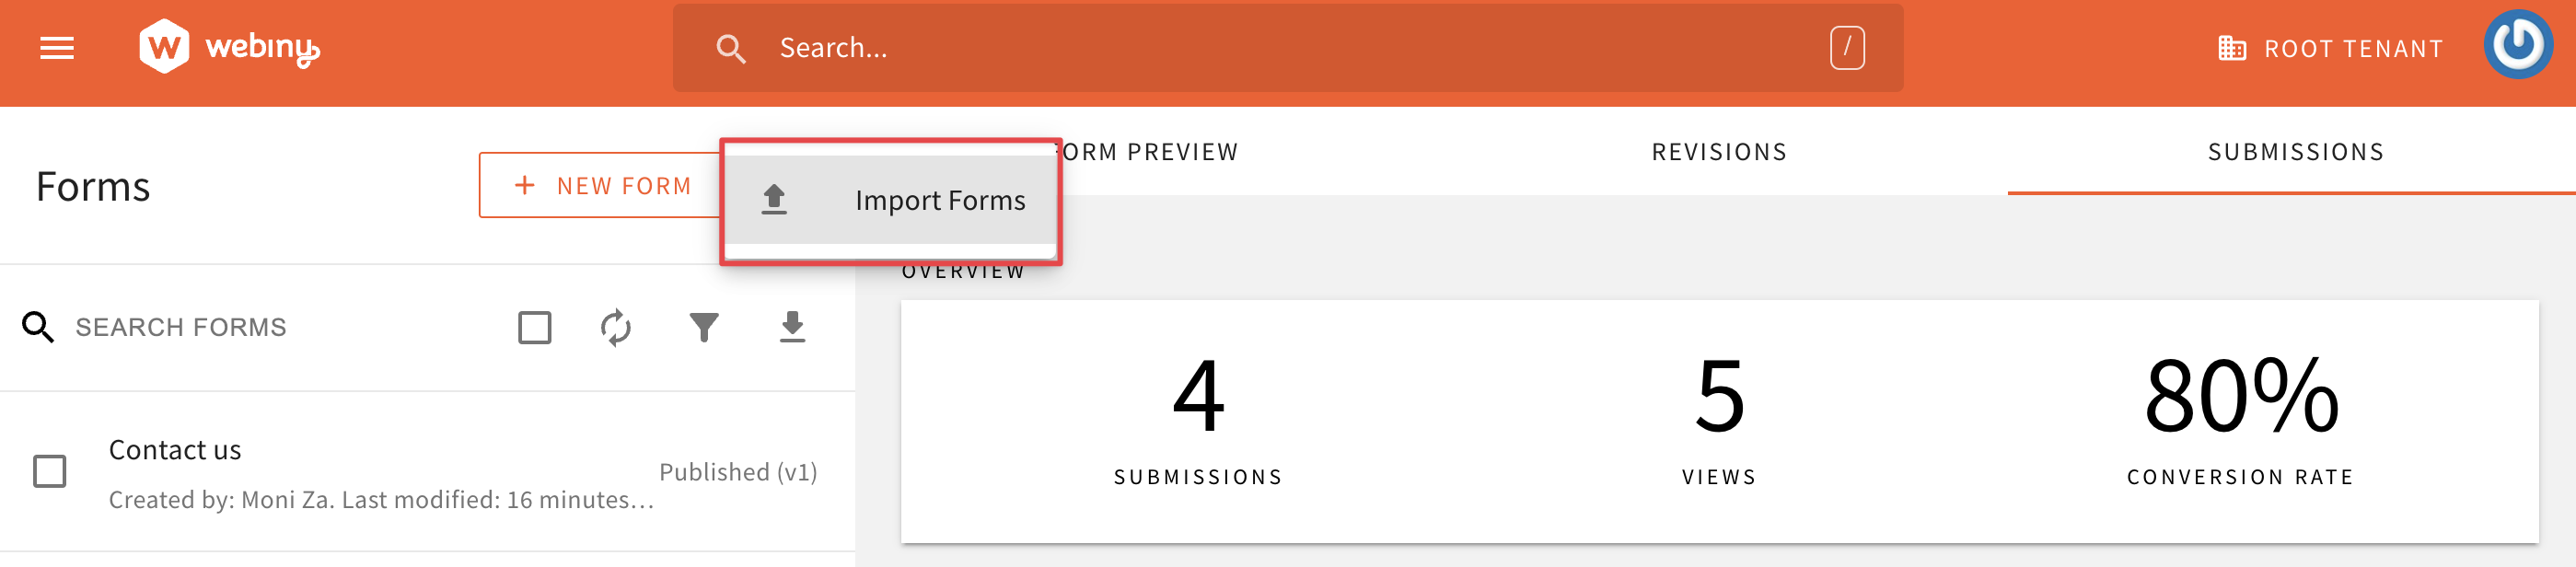 webiny
Search...
/
ROOT TENANT
Forms
+ NEW FORM
Import Forms
ORM PREVIEW
REVISIONS
SUBMISSIONS
SEARCH FORMS
Contact us
Created by: Moni Za. Last modified: 16 minutes...
Published (v1)
OVERVIEW
4
SUBMISSIONS
5
VIEWS
80%
CONVERSION RATE